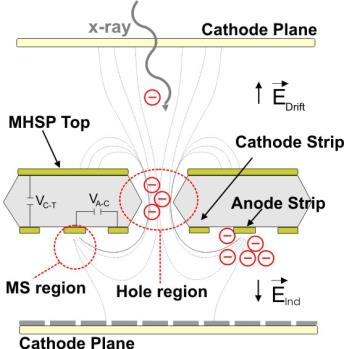 x-ray
Cathode Plane
E Drift
MHSP Top
Cathode Strip
V C-T
V A-C
Anode Strip
MS region
Hole region
E Ind
Cathode Plane